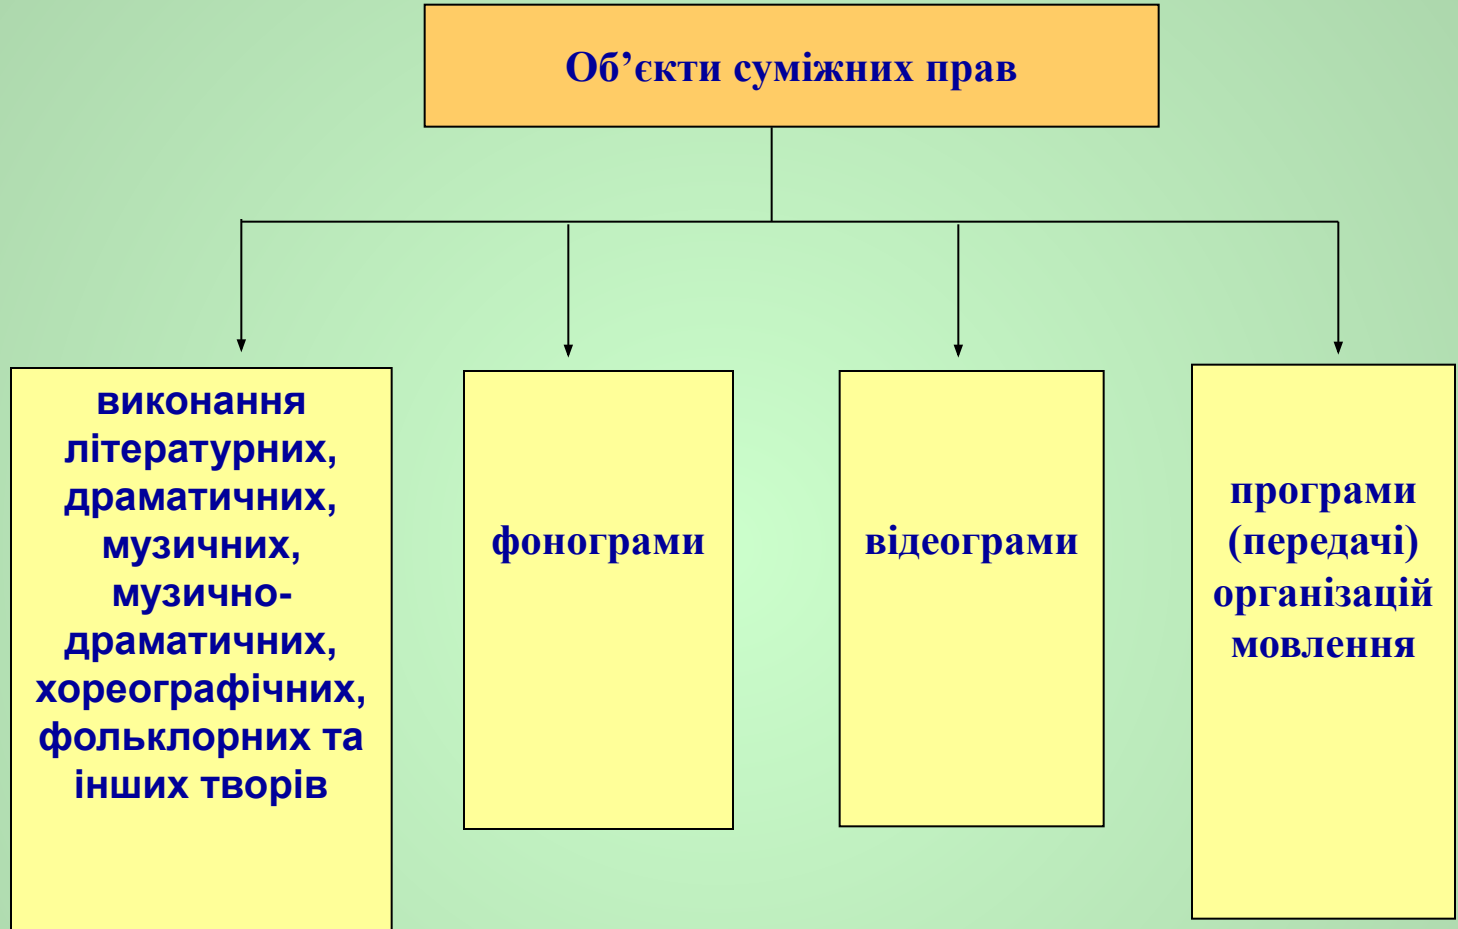 Об’єкти суміжних прав
виконання
літературних,
драматичних,
музичних,
музично-
драматичних,
хореографічних,
фольклорних та
інших творів
фонограми
відеограми
програми
(передачі)
організацій
мовлення